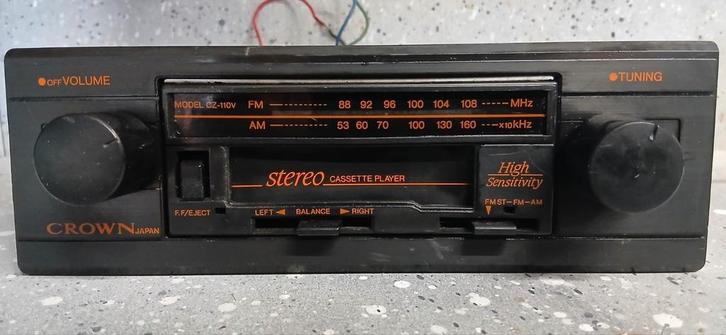 OFF VOLUME
TUNING
MODEL CZ-110V FM 88 92 96 100 104 108 MHz
AM 53 60 70 100 130 160 x10kHz
stereo CASSETTE PLAYER
High Sensitivity
F.F/EJECT
LEFT ◄ BALANCE ► RIGHT
FM ST-FM-AM
CROWN JAPAN